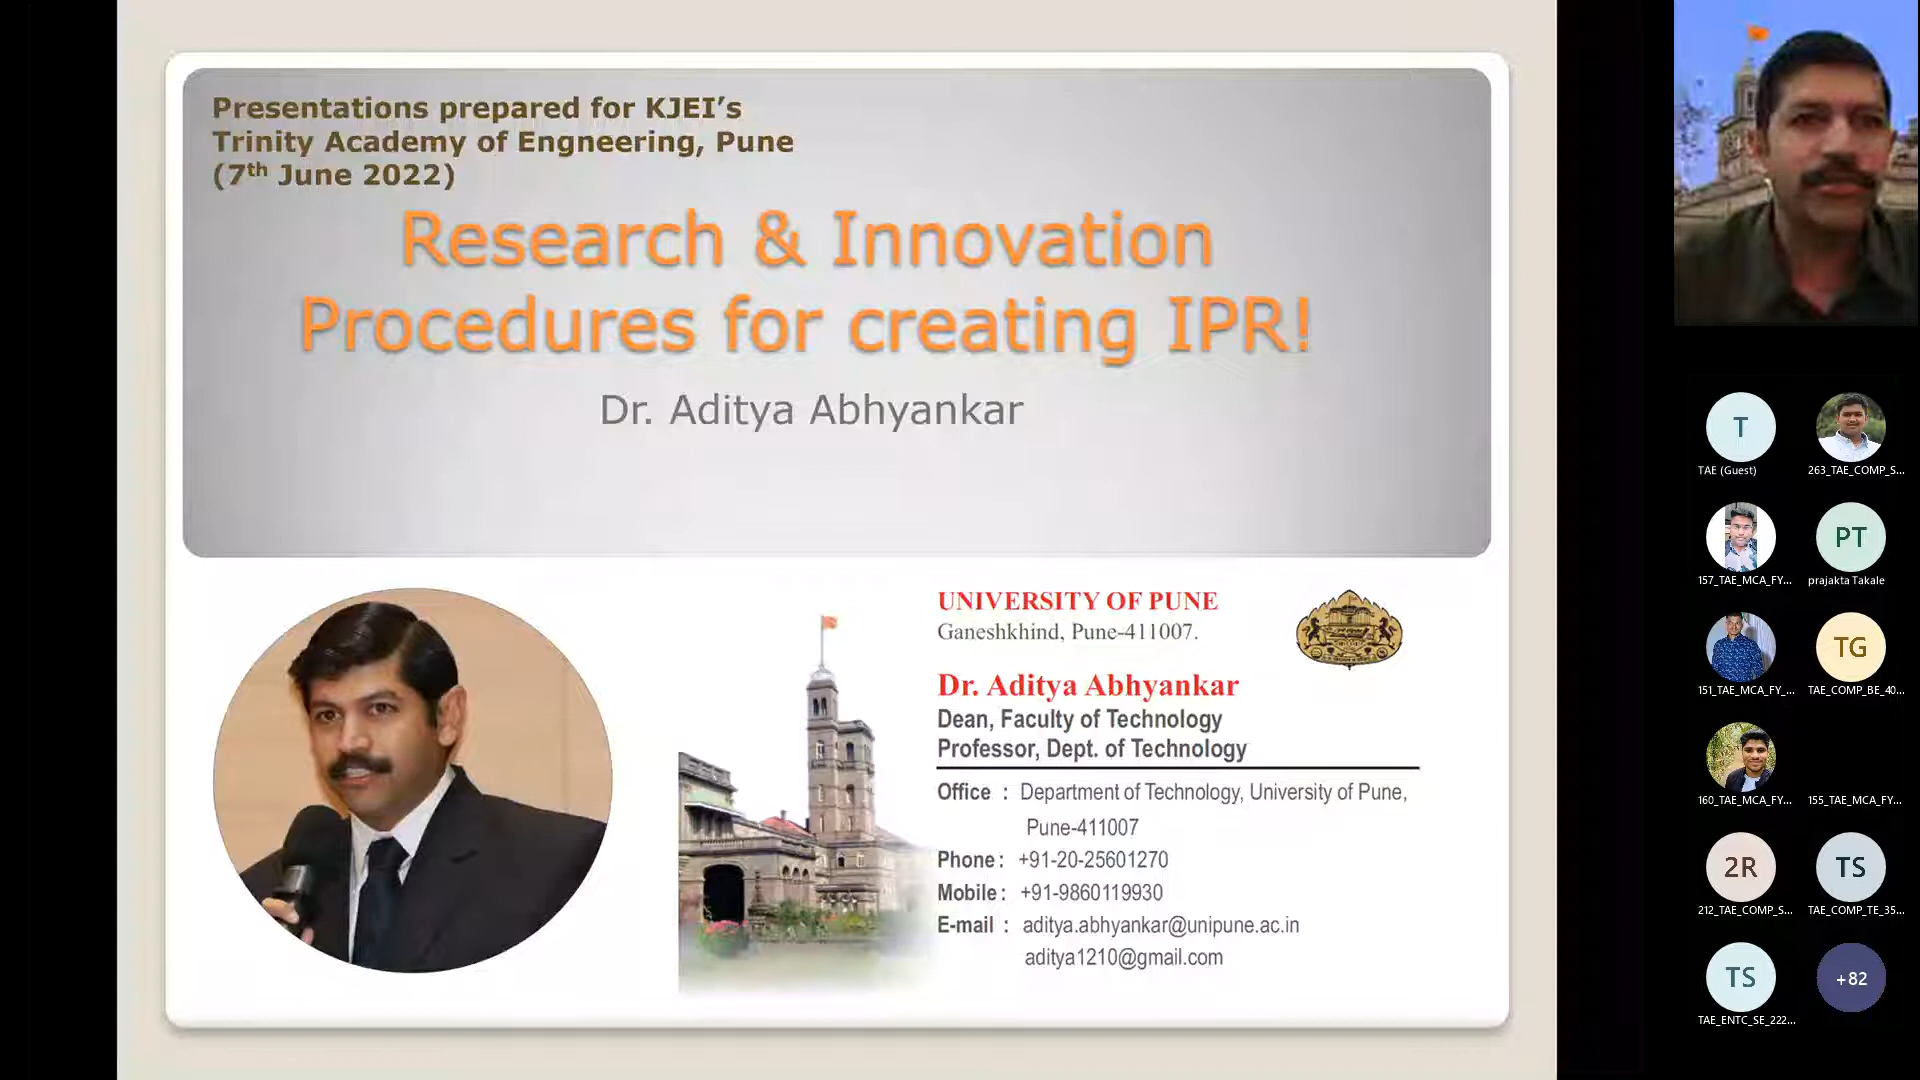 Presentations prepared for KJEI’s
Trinity Academy of Engneering, Pune
(7th June 2022)
Research & Innovation
Procedures for creating IPR!
Dr. Aditya Abhyankar
UNIVERSITY OF PUNE
Ganeshkhind, Pune-411007.
Dr. Aditya Abhyankar
Dean, Faculty of Technology
Professor, Dept. of Technology
Office : Department of Technology, University of Pune,
Pune-411007
Phone : +91-20-25601270
Mobile : +91-9860119930
E-mail : aditya.abhyankar@unipune.ac.in
aditya1210@gmail.com
T
TAE (Guest)
263_TAE_COMP_S...
157_TAE_MCA_FY...
PT
prajakta Takale
151_TAE_MCA_FY_...
TG
TAE_COMP_BE_40...
160_TAE_MCA_FY...
155_TAE_MCA_FY...
2R
212_TAE_COMP_S...
TS
TAE_COMP_TE_35...
TS
TAE_ENTC_SE_222...
+82